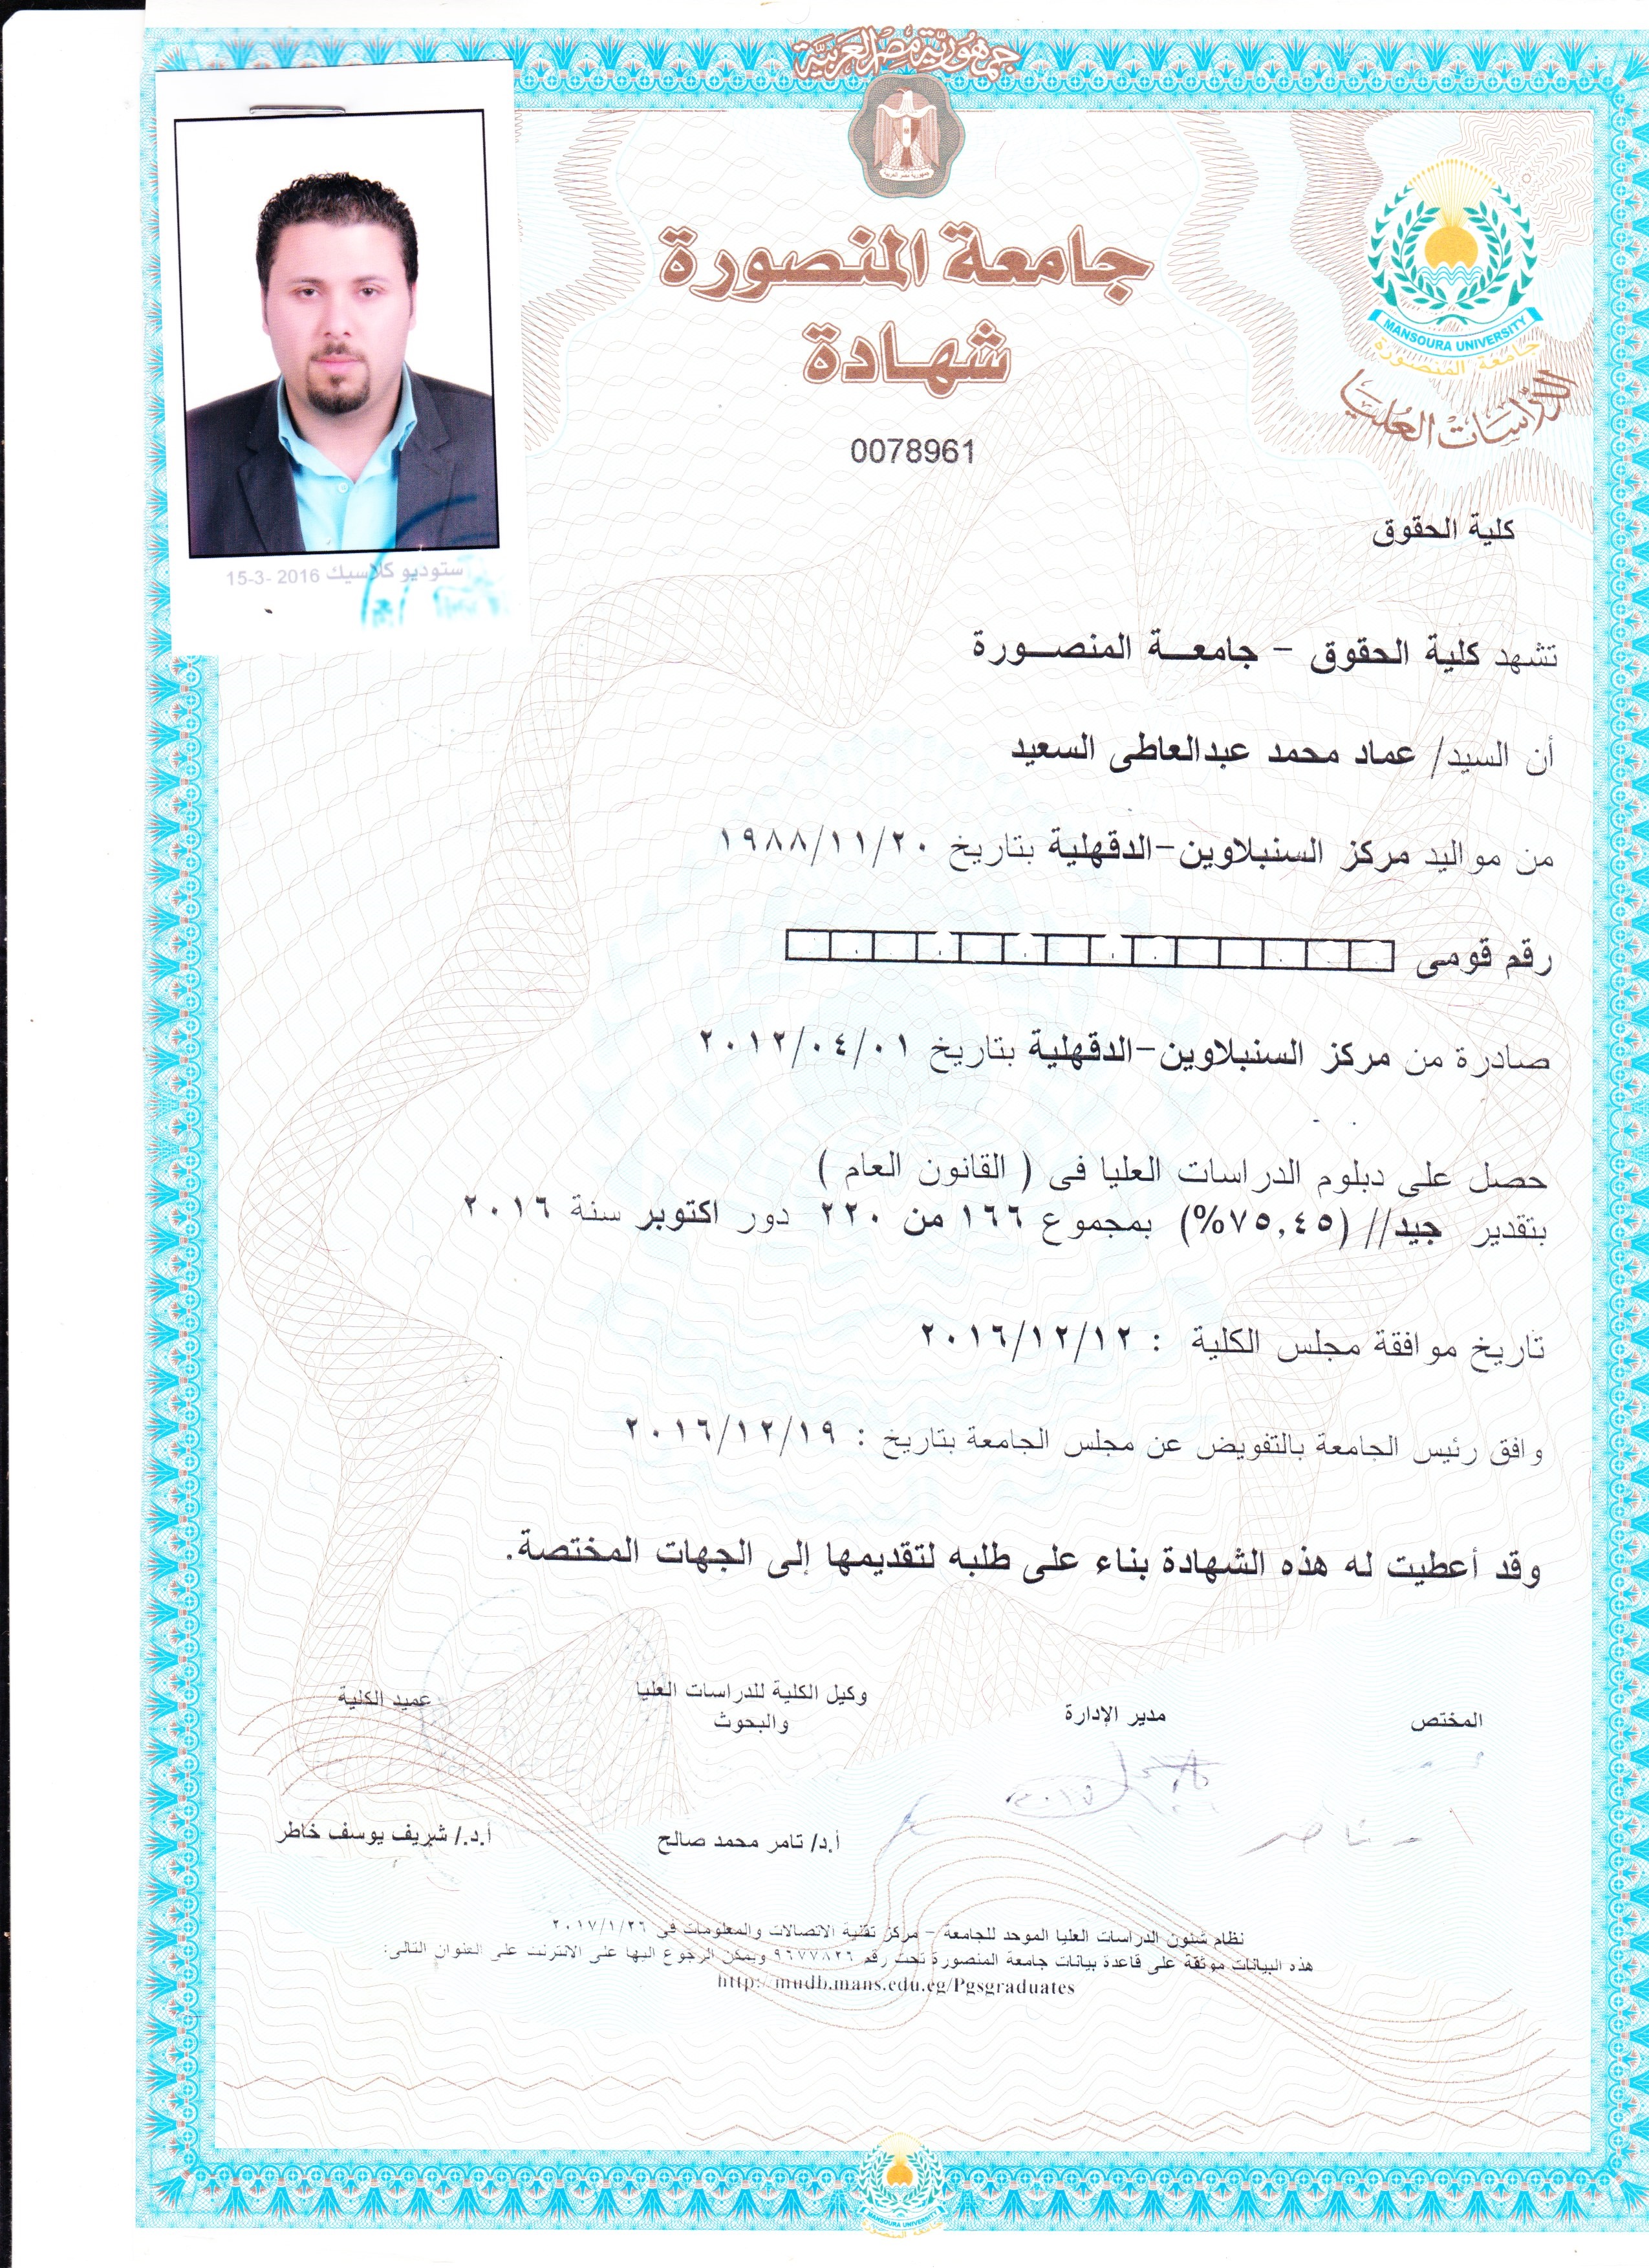 جمهورية مصر العربية
جمهورية مصر العربية
جامعة المنصورة
شهادة
0078961
MANSOURA UNIVERSITY
جامعة المنصورة
الدراسات العليا
ستوديو كلاسيك 2016 -3-15
كلية الحقوق
تشهد كلية الحقوق - جامعـــة المنصـــورة
أن السيد/ عماد محمد عبدالعاطى السعيد
من مواليد مركز السنبلاوين-الدقهلية بتاريخ ١٩٨٨/١١/٢٠
رقم قومى
صادرة من مركز السنبلاوين-الدقهلية بتاريخ ٢٠١٢/٠٤/٠١
حصل على دبلوم الدراسات العليا فى ( القانون العام )
بتقدير جيد// (٧٥,٤٥%) بمجموع ١٦٦ من ٢٢٠ دور اكتوبر سنة ٢٠١٦
تاريخ موافقة مجلس الكلية : ٢٠١٦/١٢/١٢
وافق رئيس الجامعة بالتفويض عن مجلس الجامعة بتاريخ : ٢٠١٦/١٢/١٩
وقد أعطيت له هذه الشهادة بناء على طلبه لتقديمها إلى الجهات المختصة.
المختص
مدير الإدارة
وكيل الكلية للدراسات العليا
والبحوث
عميد الكلية
أ.د/ تامر محمد صالح
أ.د./ شريف يوسف خاطر
نظام شئون الدراسات العليا الموحد للجامعة - مركز تقنية الاتصالات والمعلومات فى ٢٠١٧/١/٢٦
هذه البيانات موثقة على قاعدة بيانات جامعة المنصورة تحت رقم ٩٦٧٧٨٢٦ ويمكن الرجوع اليها على الانترنت على العنوان التالى:
http://mudb.mans.edu.eg/Pgsgraduates
MANSOURA UNIVERSITY
جامعة المنصورة